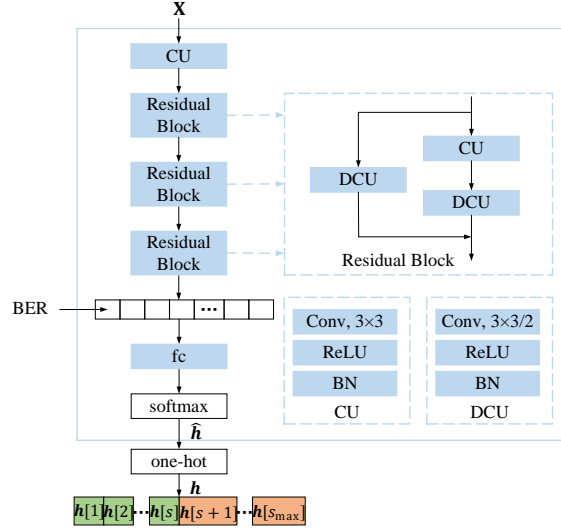 X
CU
Residual
Block
Residual
Block
Residual
Block
BER
...
fc
softmax
ĥ
one-hot
h
h[1] h[2] ... h[s] h[s + 1] ... h[s_max]
CU
DCU
DCU
Residual Block
Conv, 3×3
ReLU
BN
CU
Conv, 3×3/2
ReLU
BN
DCU